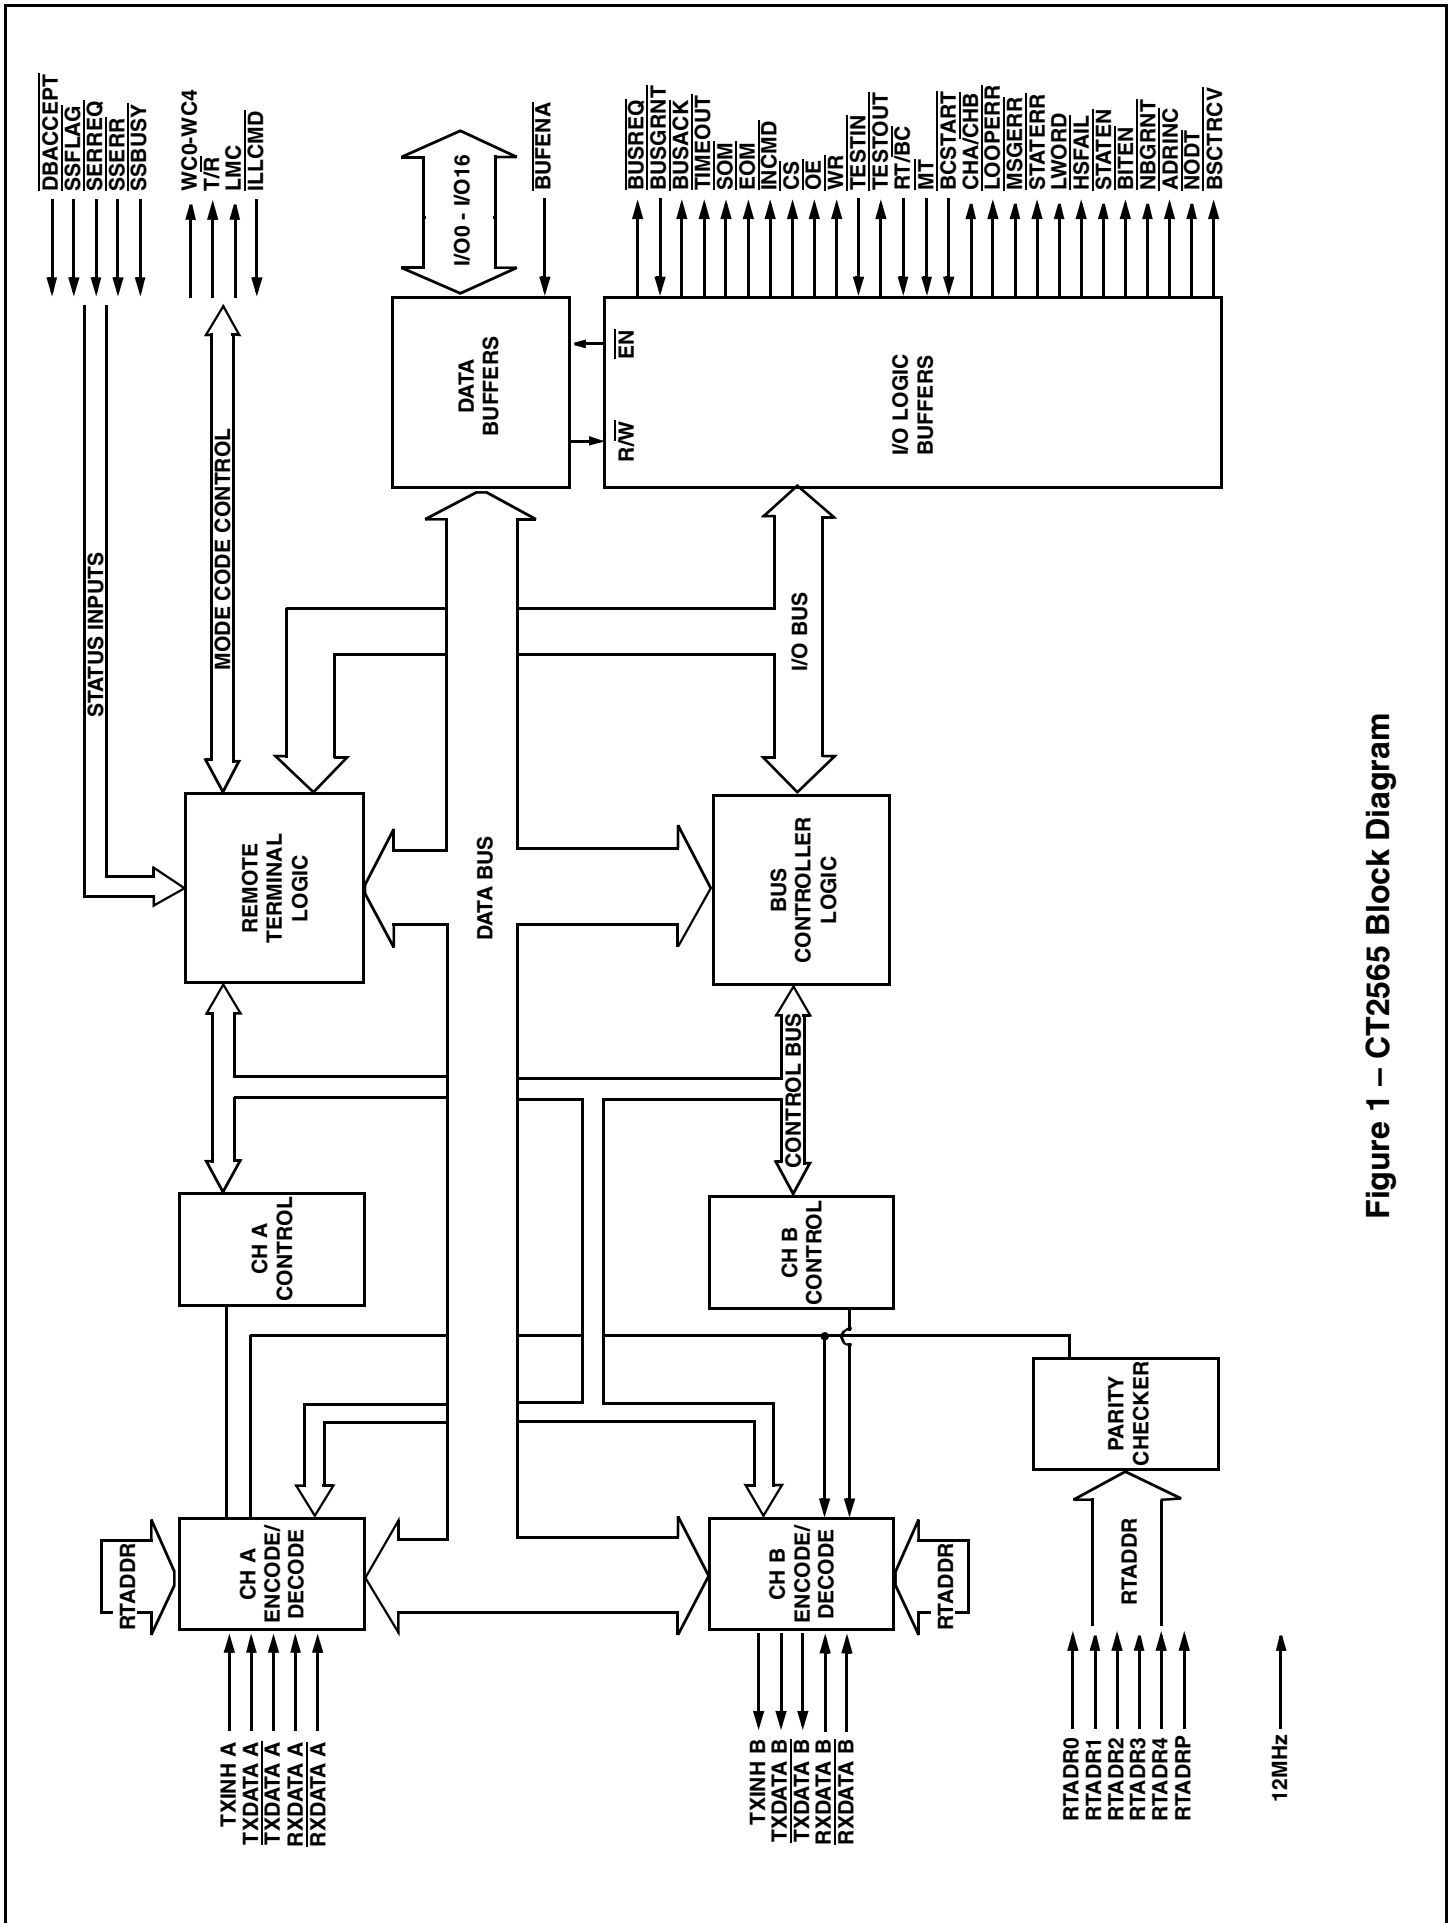 DBACCEPT
SSFLAG
SERREQ
SSERR
SSBUSY
STATUS INPUTS
WC0-WC4
T/R
LMC
ILLCMD
MODE CODE CONTROL
RTADDR
TXINH A
TXDATA A
TXDATA A
RXDATA A
RXDATA A
CH A
ENCODE/
DECODE
CH A
CONTROL
REMOTE
TERMINAL
LOGIC
DATA BUS
DATA
BUFFERS
I/O0 - I/O16
BUFENA
EN
R/W
I/O LOGIC
BUFFERS
BUSREQ
BUSGRNT
BUSACK
TIMEOUT
SOM
EOM
INCMD
CS
OE
WR
TESTIN
TESTOUT
RT/BC
MT
BCSTART
CHA/CHB
LOOPERR
MSGERR
STATERR
LWORD
HSFAIL
STATEN
BITEN
NBGRNT
ADRINC
NODT
BSCTRCV
I/O BUS
BUS
CONTROLLER
LOGIC
CONTROL BUS
CH B
CONTROL
CH B
ENCODE/
DECODE
TXINH B
TXDATA B
TXDATA B
RXDATA B
RXDATA B
RTADDR
RTADR0
RTADR1
RTADR2
RTADR3
RTADR4
RTADRP
RTADDR
PARITY
CHECKER
12MHz
Figure 1 – CT2565 Block Diagram